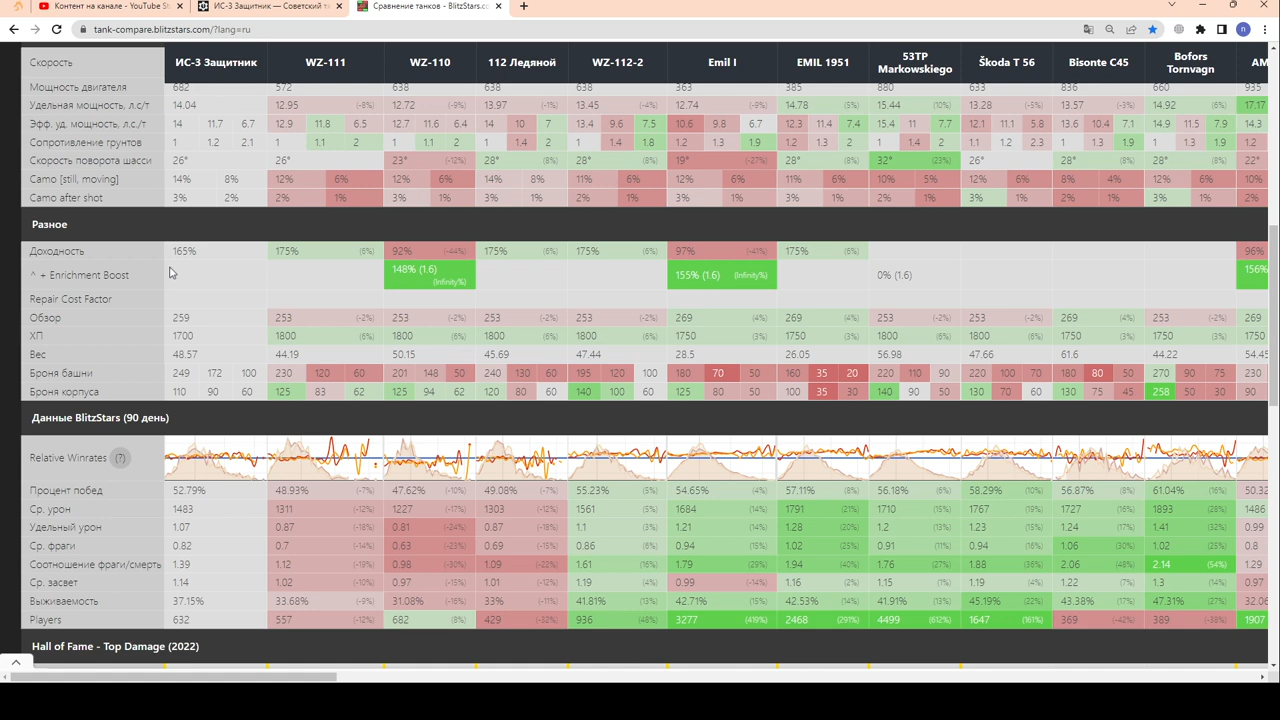 Контент на канале - YouTube St
ИС-3 Защитник — Советский т
Сравнение танков - BlitzStars.co
tank-compare.blitzstars.com/?lang=ru
Скорость ИС-3 Защитник WZ-111 WZ-110 112 Ледяной WZ-112-2 Emil I EMIL 1951 53TP Markowskiego Škoda T 56 Bisonte C45 Bofors Tornvagn AM
Мощность двигателя 682 572 638 638 638 363 385 880 633 836 660 935
Удельная мощность, л.с/т 14.04 12.95 (-8%) 12.72 (-9%) 13.97 (-1%) 13.45 (-4%) 12.74 (-9%) 14.78 (5%) 15.44 (10%) 13.28 (-5%) 13.57 (-3%) 14.92 (6%) 17.17
Эфф. уд. мощность, л.с./т 14 11.7 6.7 12.9 11.8 6.5 12.7 11.6 6.4 14 10 7 13.4 9.6 7.5 10.6 9.8 6.7 12.3 11.4 7.4 15.4 11 7.7 12.1 11.1 5.8 13.6 10.4 7.1 14.9 11.5 7.9 14.3
Сопротивление грунтов 1 1.2 2.1 1 1.1 2 1 1.1 2 1 1.4 2 1 1.4 1.8 1.2 1.3 1.9 1.2 1.3 2 1 1.4 2 1.1 1.2 2.3 1 1.3 1.9 1 1.3 1.9 1.2
Скорость поворота шасси 26° 26° 23° (-12%) 28° (8%) 28° (8%) 19° (-27%) 28° (8%) 32° (23%) 26° 28° (8%) 28° (8%) 22°
Camo [still, moving] 14% 8% 12% 6% 12% 6% 14% 8% 11% 6% 12% 6% 11% 6% 10% 5% 12% 6% 8% 4% 12% 6% 10%
Camo after shot 3% 2% 2% 1% 3% 1% 3% 1% 2% 1% 3% 1% 3% 1% 2% 1% 3% 1% 2% 1% 3% 1% 2%
Разное
Доходность 165% 175% (6%) 92% (-44%) 175% (6%) 175% (6%) 97% (-41%) 175% (6%) 96%
^ + Enrichment Boost 148% (1.6) (Infinity%) 155% (1.6) (Infinity%) 0% (1.6) 156%
Repair Cost Factor
Обзор 259 253 (-2%) 253 (-2%) 253 (-2%) 253 (-2%) 269 (4%) 269 (4%) 253 (-2%) 253 (-2%) 269 (4%) 253 (-2%) 269
ХП 1700 1800 (6%) 1800 (6%) 1800 (6%) 1800 (6%) 1750 (3%) 1750 (3%) 1800 (6%) 1800 (6%) 1750 (3%) 1750 (3%) 1750
Вес 48.57 44.19 50.15 45.69 47.44 28.5 26.05 56.98 47.66 61.6 44.22 54.45
Броня башни 249 172 100 230 120 60 201 148 50 240 130 60 195 120 100 180 70 50 160 35 20 220 110 90 220 100 70 180 80 50 270 90 75 230
Броня корпуса 110 90 60 125 83 62 125 94 62 120 80 60 140 100 60 125 80 50 100 35 30 140 90 50 130 70 60 130 75 45 258 50 30 90
Данные BlitzStars (90 день)
Relative Winrates (?)
Процент побед 52.79% 48.93% (-7%) 47.62% (-10%) 49.08% (-7%) 55.23% (5%) 54.65% (4%) 57.11% (8%) 56.18% (6%) 58.29% (10%) 56.87% (8%) 61.04% (16%) 50.32
Ср. урон 1483 1311 (-12%) 1227 (-17%) 1303 (-12%) 1561 (5%) 1684 (14%) 1791 (21%) 1710 (15%) 1767 (19%) 1727 (16%) 1893 (28%) 1486
Удельный урон 1.07 0.87 (-18%) 0.81 (-24%) 0.87 (-18%) 1.1 (3%) 1.21 (14%) 1.28 (20%) 1.2 (13%) 1.23 (15%) 1.24 (17%) 1.41 (32%) 0.99
Ср. фраги 0.82 0.7 (-14%) 0.63 (-23%) 0.69 (-15%) 0.86 (6%) 0.94 (15%) 1.02 (25%) 0.91 (11%) 0.94 (16%) 1.06 (30%) 1.02 (25%) 0.8
Соотношение фраги/смерть 1.39 1.12 (-19%) 0.98 (-30%) 1.09 (-22%) 1.61 (16%) 1.79 (29%) 1.94 (40%) 1.76 (27%) 1.88 (36%) 2.06 (48%) 2.14 (54%) 1.29
Ср. засвет 1.14 1.02 (-10%) 0.97 (-15%) 1.01 (-12%) 1.19 (4%) 0.99 (-14%) 1.16 (2%) 1.15 (1%) 1.19 (4%) 1.22 (7%) 1.3 (14%) 0.97
Выживаемость 37.15% 33.68% (-9%) 31.08% (-16%) 33% (-11%) 41.81% (13%) 42.71% (15%) 42.53% (14%) 41.91% (13%) 45.19% (22%) 43.38% (17%) 47.31% (27%) 32.06
Players 632 557 (-12%) 682 (8%) 429 (-32%) 936 (48%) 3277 (419%) 2468 (291%) 4499 (612%) 1647 (161%) 369 (-42%) 389 (-38%) 1907
Hall of Fame - Top Damage (2022)